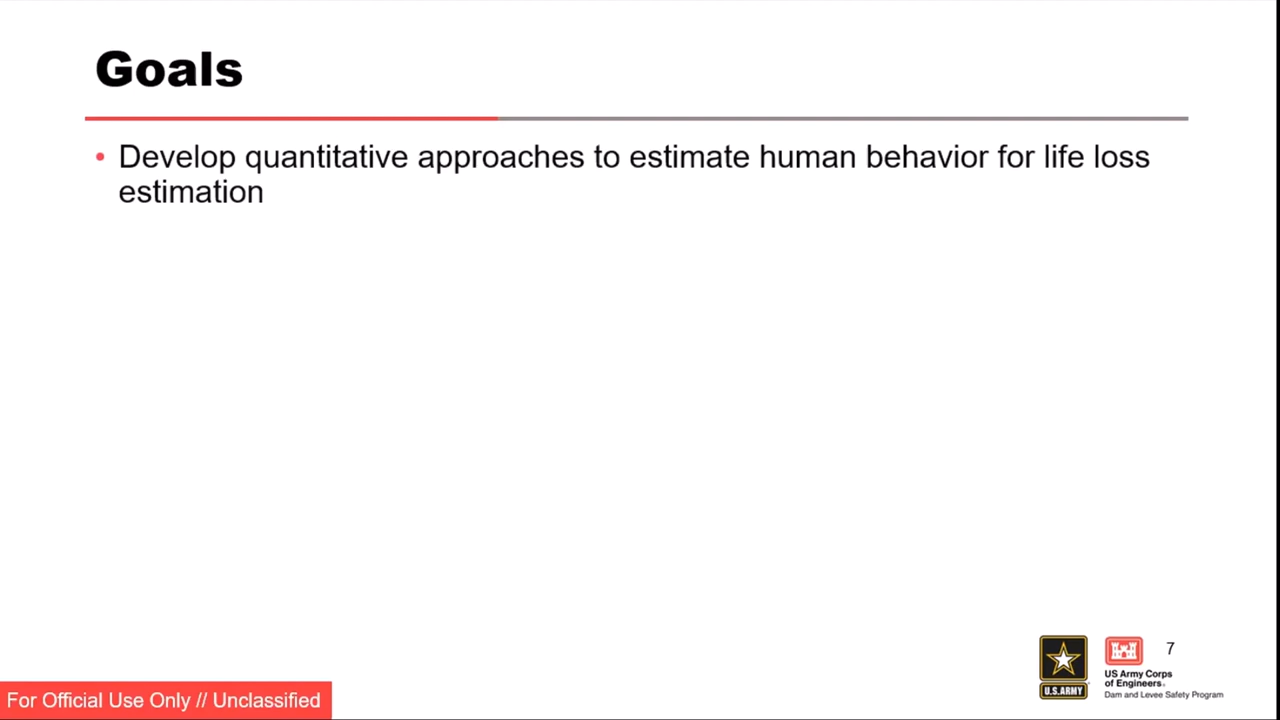 Goals
• Develop quantitative approaches to estimate human behavior for life loss
estimation
7
U.S.ARMY
US Army Corps
of Engineers®
Dam and Levee Safety Program
For Official Use Only // Unclassified